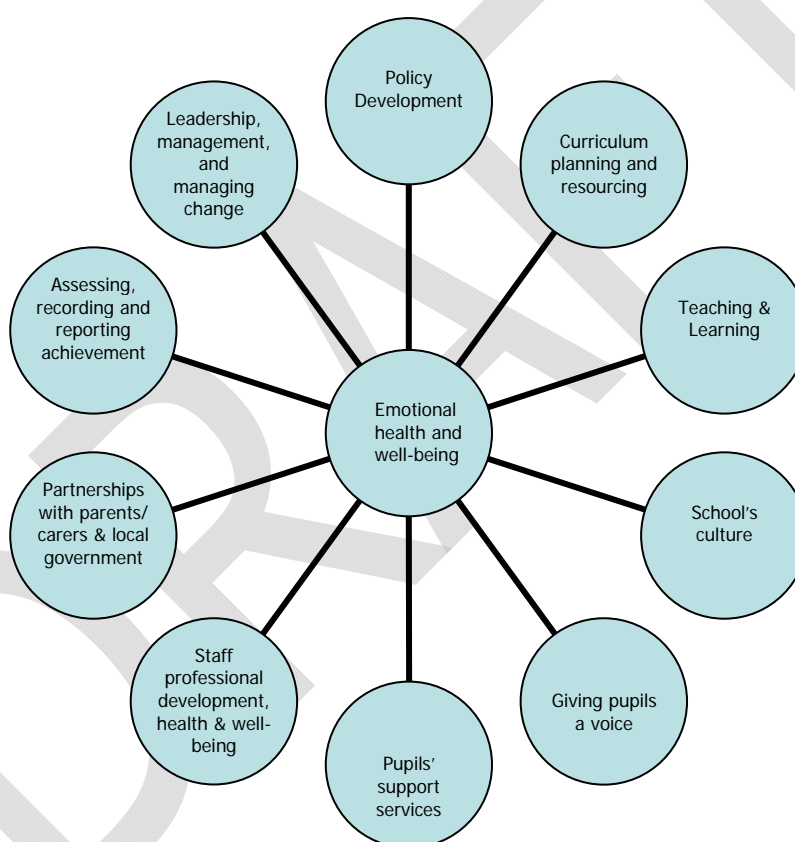 Policy
Development
Curriculum
planning and
resourcing
Teaching &
Learning
School's
culture
Giving pupils
a voice
Pupils'
support
services
Staff
professional
development,
health & well-
being
Partnerships
with parents/
carers & local
government
Assessing,
recording and
reporting
achievement
Leadership,
management,
and
managing
change
Emotional
health and
well-being
DRAFT